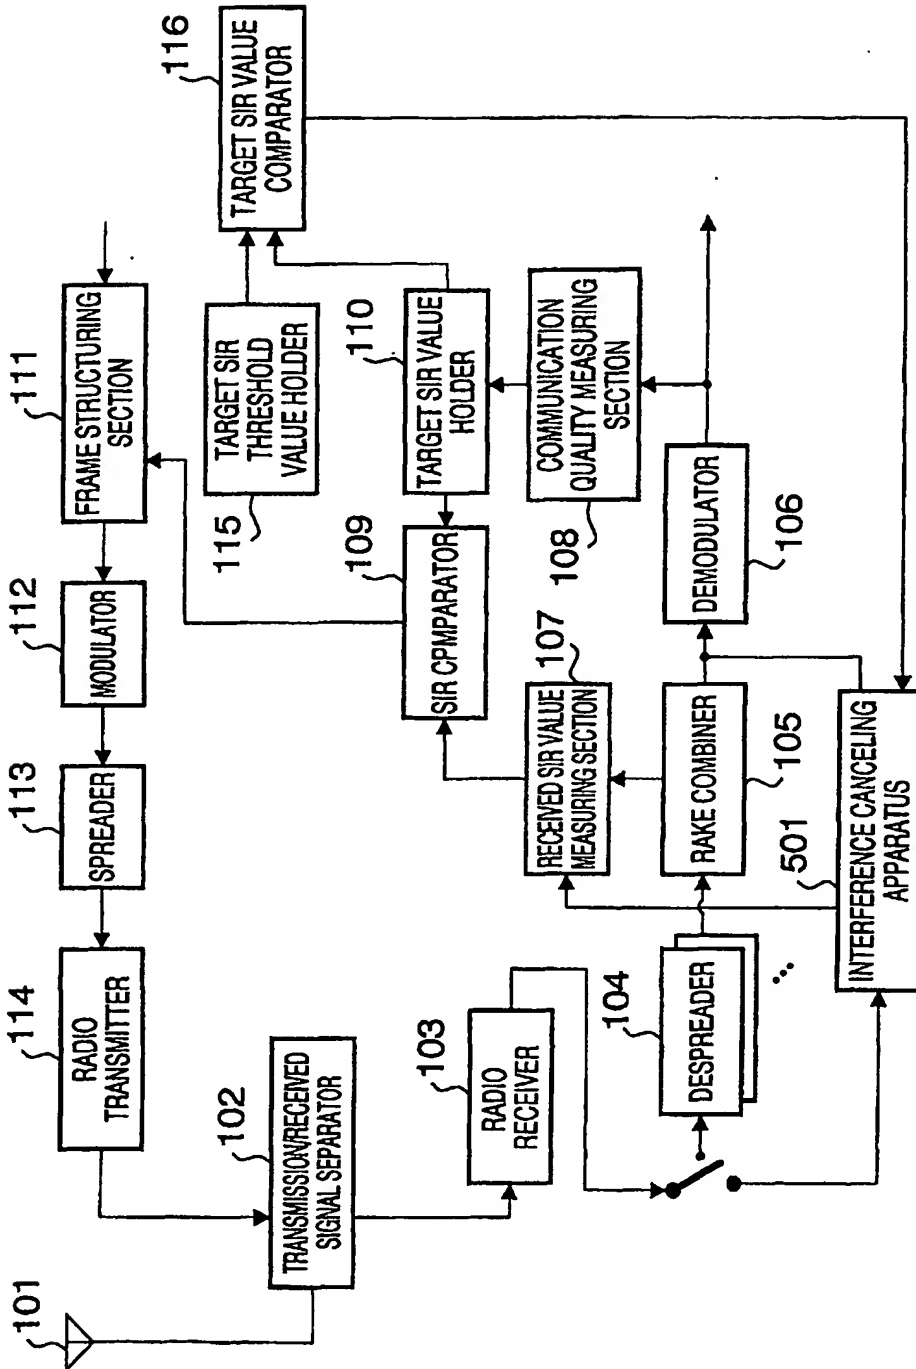 101
114
RADIO
TRANSMITTER
113
SPREADER
112
MODULATOR
111
FRAME STRUCTURING
SECTION
116
TARGET SIR VALUE
COMPARATOR
102
TRANSMISSION/RECEIVED
SIGNAL SEPARATOR
115
TARGET SIR
THRESHOLD
VALUE HOLDER
109
SIR CPMPARATOR
110
TARGET SIR VALUE
HOLDER
103
RADIO
RECEIVER
107
RECEIVED SIR VALUE
MEASURING SECTION
108
COMMUNICATION
QUALITY MEASURING
SECTION
104
DESPREADER
...
105
RAKE COMBINER
106
DEMODULATOR
501
INTERFERENCE CANCELING
APPARATUS